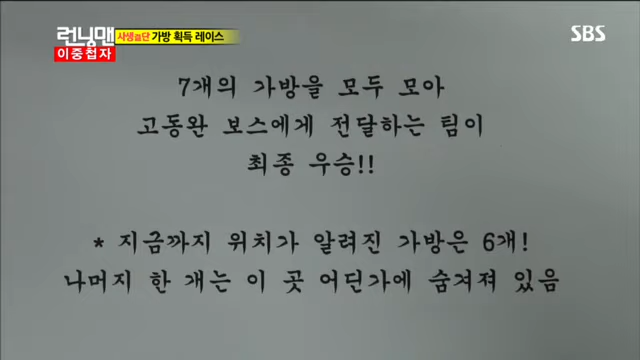 런닝맨
이중첩자
사생결단 가방 획득 레이스
SBS
7개의 가방을 모두 모아
고동완 보스에게 전달하는 팀이
최종 우승!!
* 지금까지 위치가 알려진 가방은 6개!
나머지 한 개는 이 곳 어딘가에 숨겨져 있음